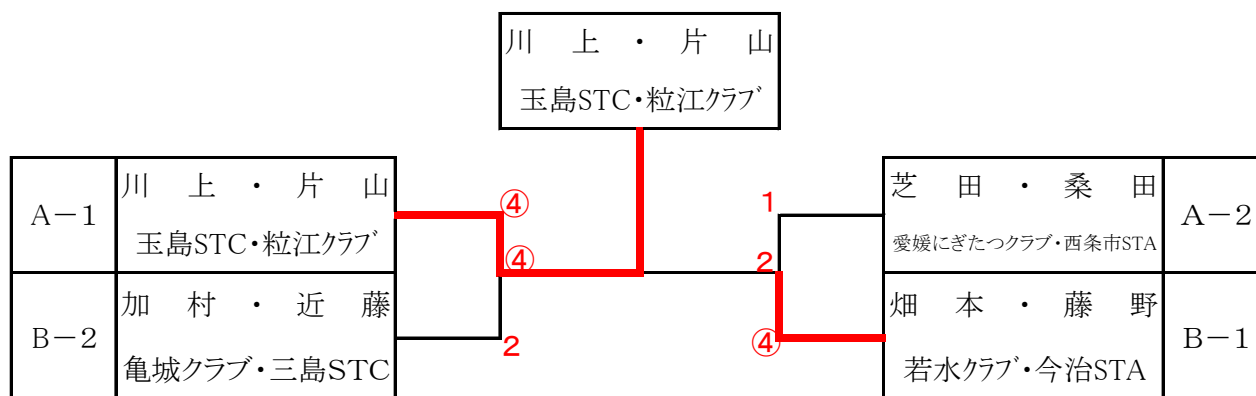 川上・片山
玉島STC・粒江ｸﾗﾌﾞ
A－1
川上・片山
玉島STC・粒江ｸﾗﾌﾞ
④
④
B－2
加村・近藤
亀城クラブ・三島STC
2
1
2
④
芝田・桑田
愛媛にぎたつクラブ・西条市STA
A－2
畑本・藤野
若水ｸﾗﾌﾞ・今治STA
B－1